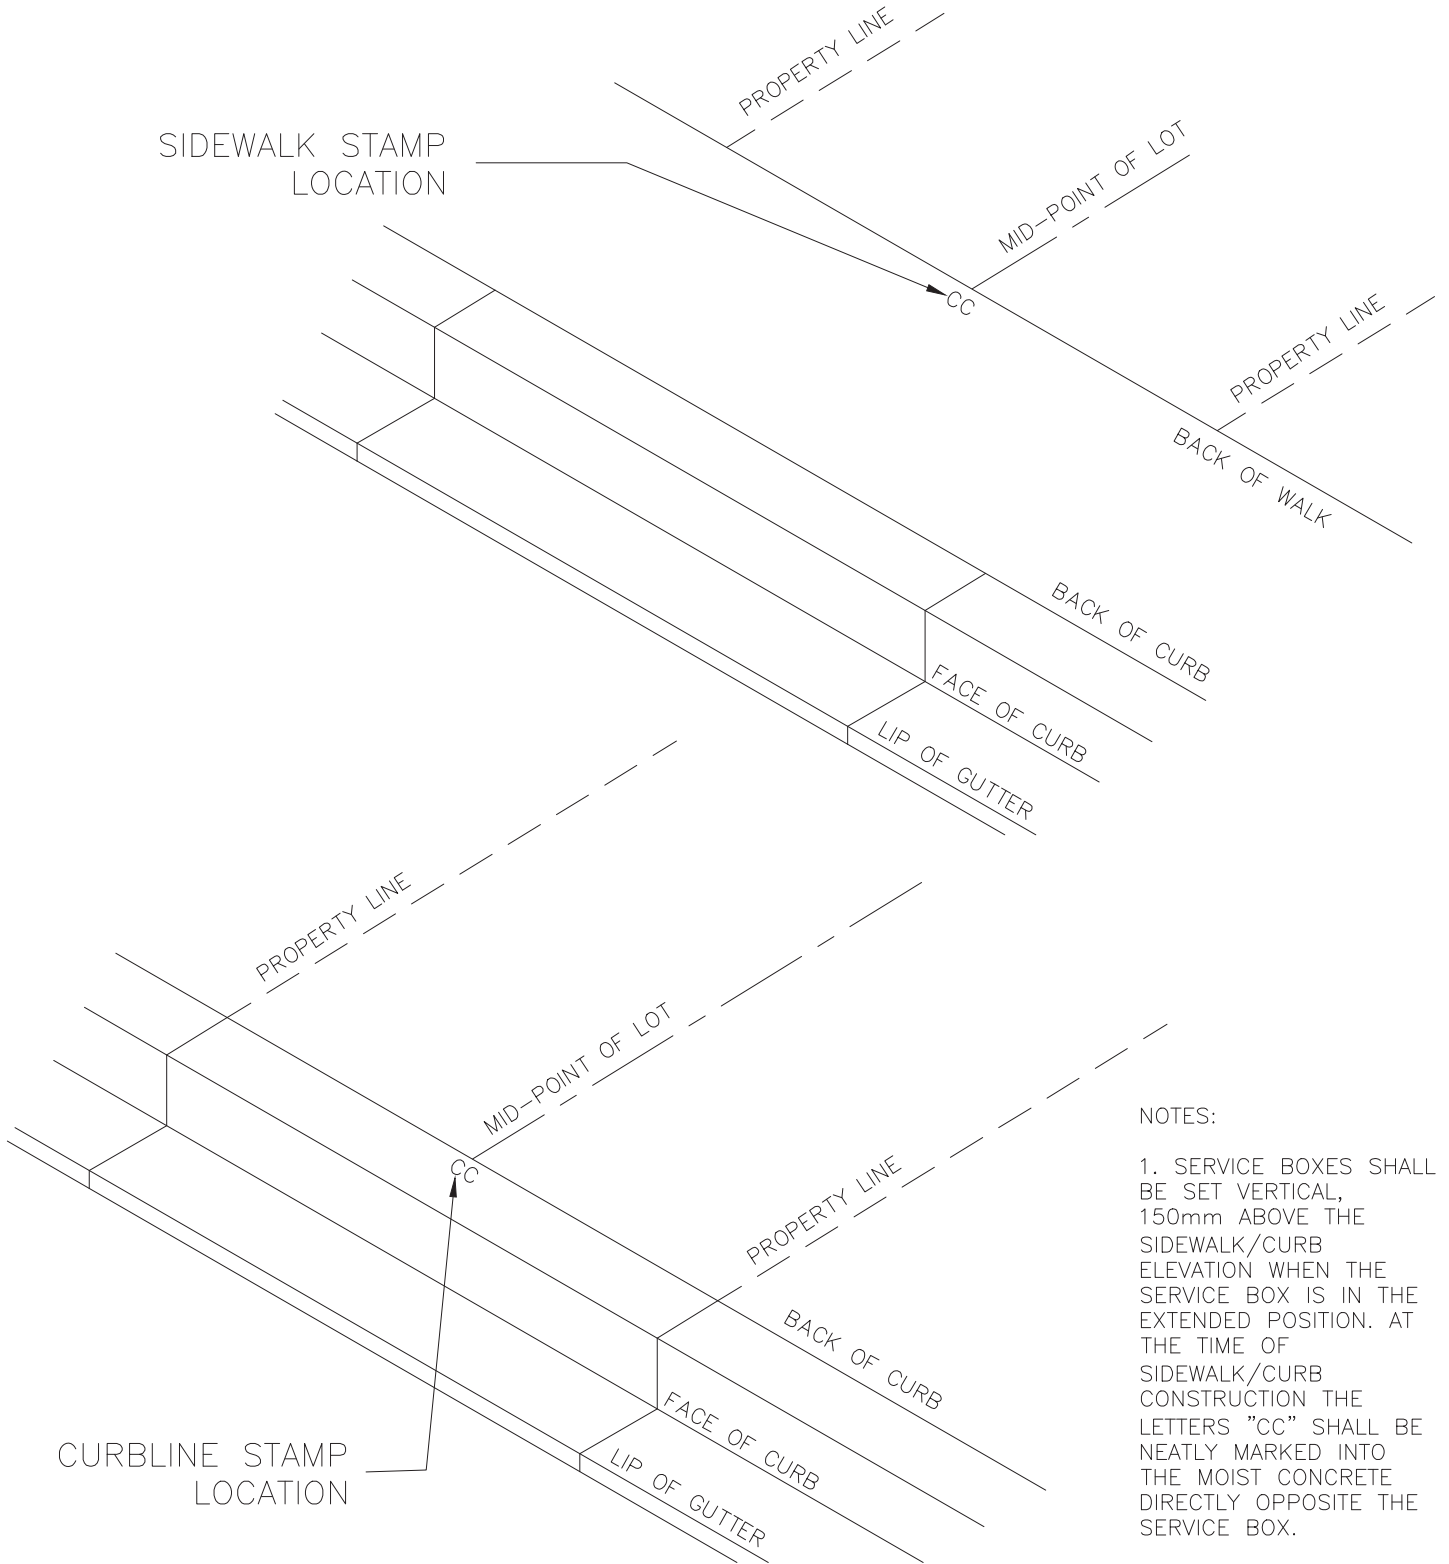 PROPERTY LINE
SIDEWALK STAMP
LOCATION
MID-POINT OF LOT
CC
PROPERTY LINE
BACK OF WALK
BACK OF CURB
FACE OF CURB
LIP OF GUTTER
PROPERTY LINE
MID-POINT OF LOT
CC
PROPERTY LINE
BACK OF CURB
FACE OF CURB
LIP OF GUTTER
CURBLINE STAMP
LOCATION
NOTES:
1. SERVICE BOXES SHALL
BE SET VERTICAL,
150mm ABOVE THE
SIDEWALK/CURB
ELEVATION WHEN THE
SERVICE BOX IS IN THE
EXTENDED POSITION. AT
THE TIME OF
SIDEWALK/CURB
CONSTRUCTION THE
LETTERS "CC" SHALL BE
NEATLY MARKED INTO
THE MOIST CONCRETE
DIRECTLY OPPOSITE THE
SERVICE BOX.